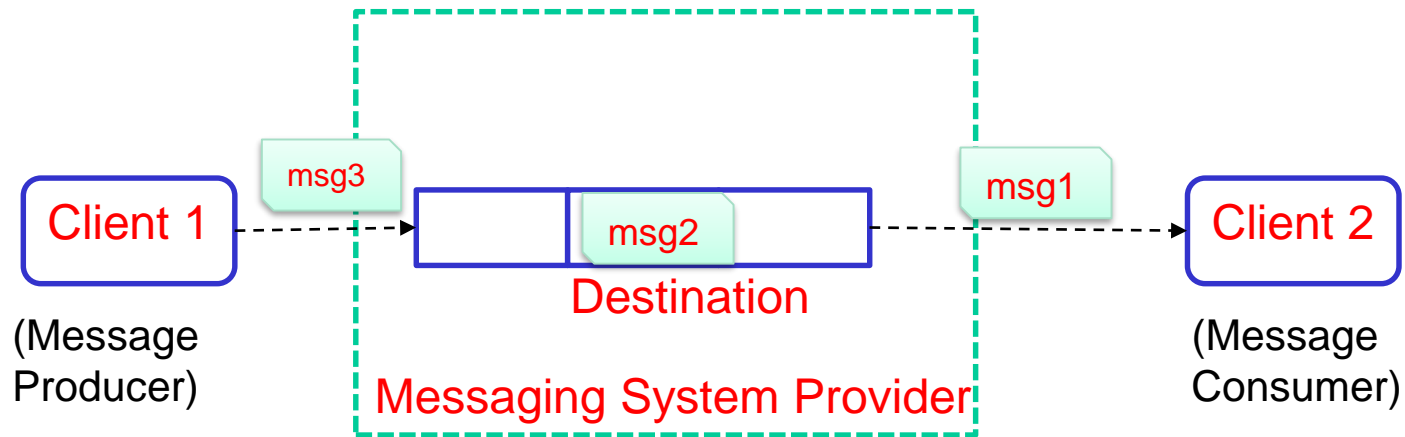 msg3
msg1
Client 1
msg2
Client 2
Destination
(Message
Producer)
(Message
Consumer)
Messaging System Provider